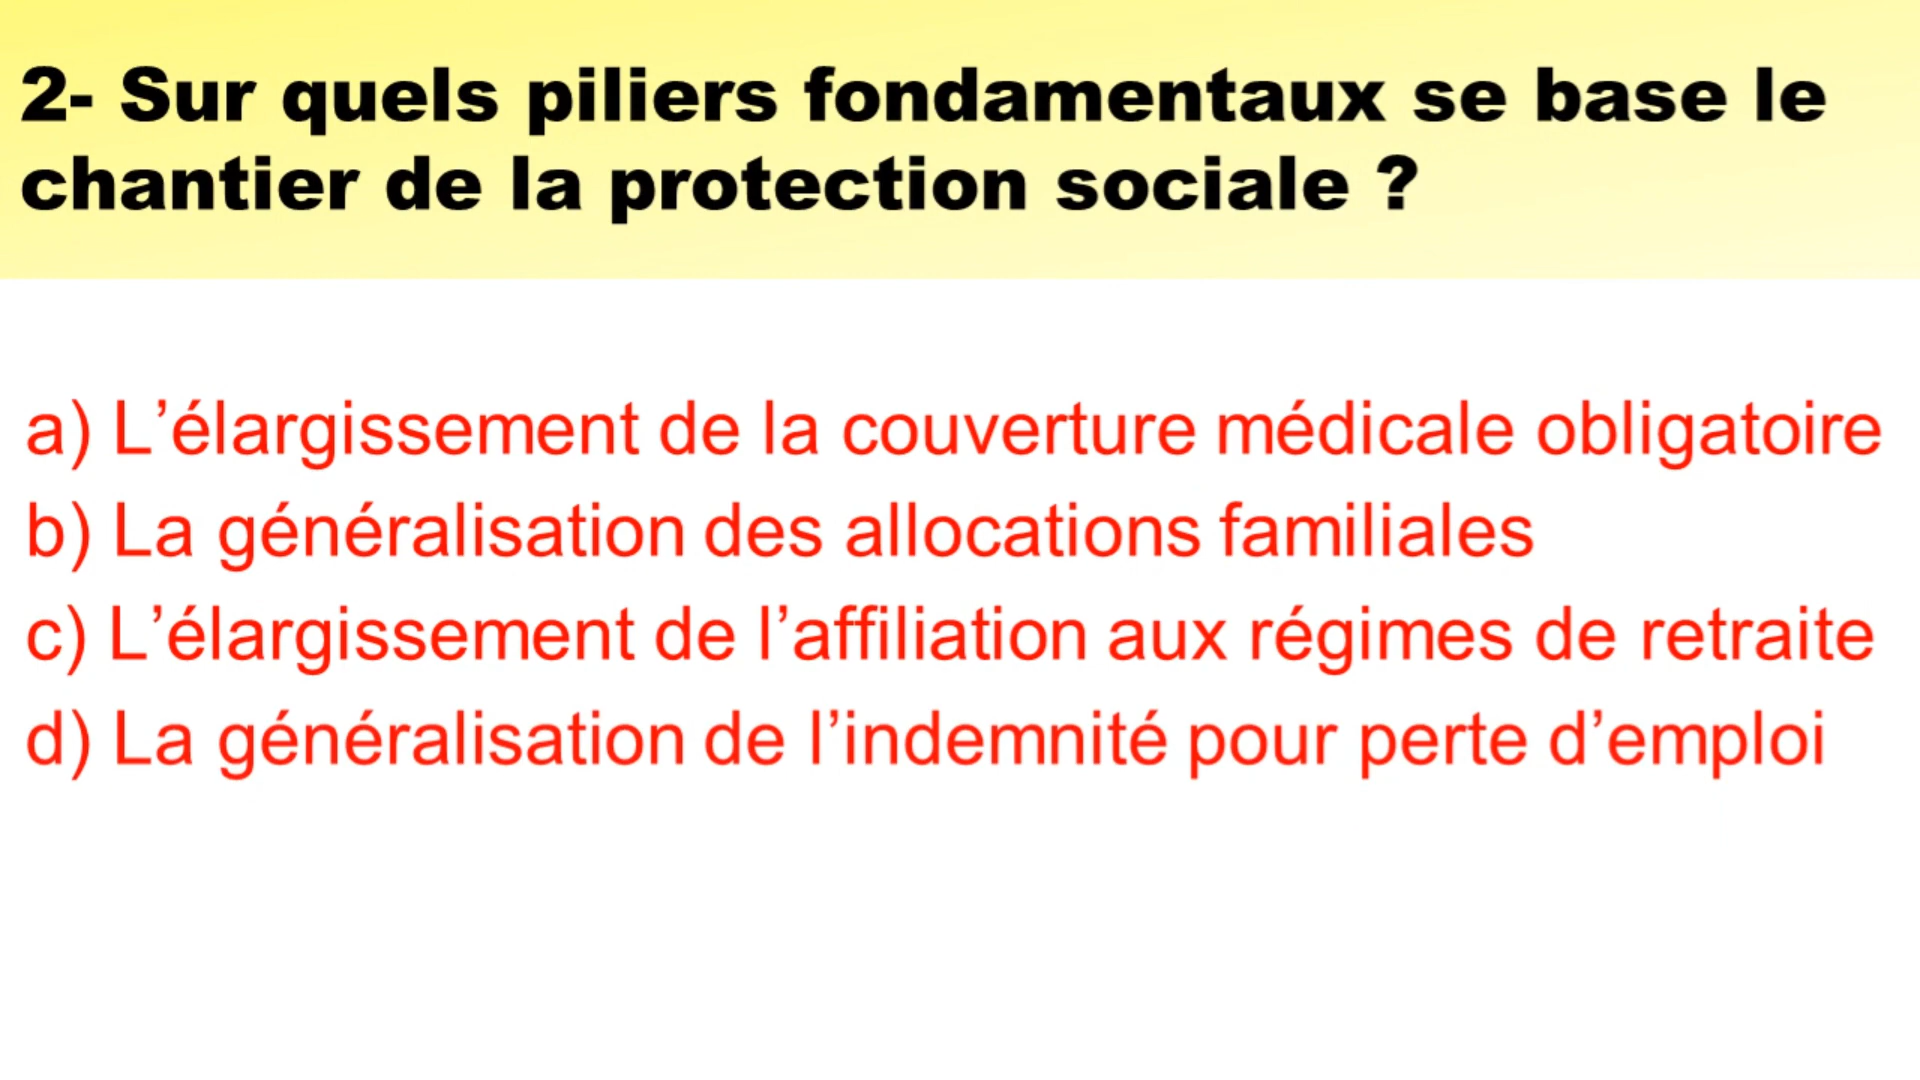 2- Sur quels piliers fondamentaux se base le
chantier de la protection sociale ?
a) L’élargissement de la couverture médicale obligatoire
b) La généralisation des allocations familiales
c) L’élargissement de l’affiliation aux régimes de retraite
d) La généralisation de l’indemnité pour perte d’emploi